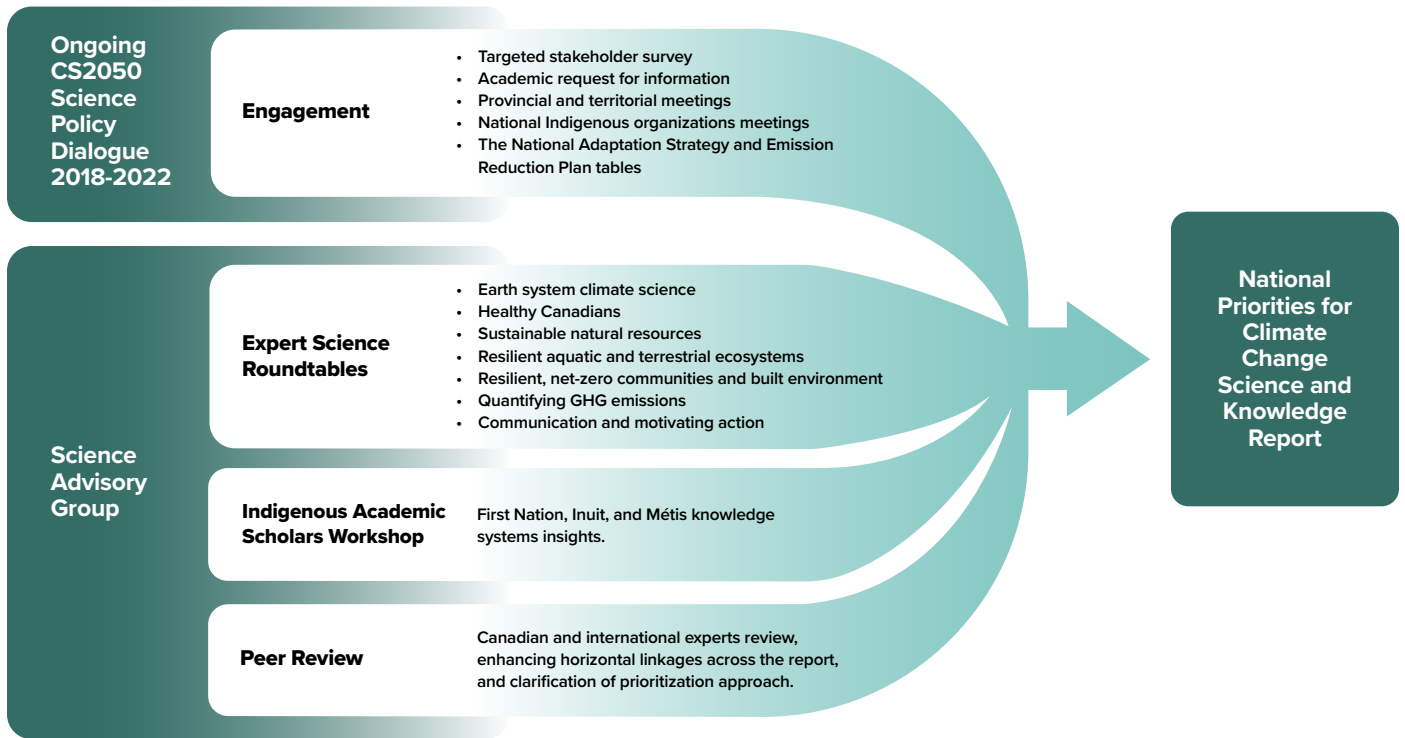 Ongoing
CS2050
Science
Policy
Dialogue
2018-2022
Engagement
• Targeted stakeholder survey
• Academic request for information
• Provincial and territorial meetings
• National Indigenous organizations meetings
• The National Adaptation Strategy and Emission
Reduction Plan tables
Science
Advisory
Group
Expert Science
Roundtables
• Earth system climate science
• Healthy Canadians
• Sustainable natural resources
• Resilient aquatic and terrestrial ecosystems
• Resilient, net-zero communities and built environment
• Quantifying GHG emissions
• Communication and motivating action
Indigenous Academic
Scholars Workshop
First Nation, Inuit, and Métis knowledge
systems insights.
Peer Review
Canadian and international experts review,
enhancing horizontal linkages across the report,
and clarification of prioritization approach.
National
Priorities for
Climate
Change
Science and
Knowledge
Report